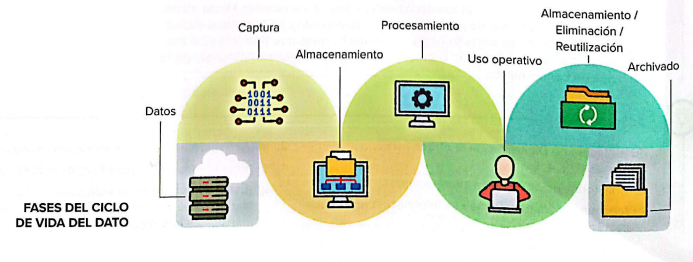 Captura
Procesamiento
Almacenamiento /
Eliminación /
Reutilización
Almacenamiento
Uso operativo
Archivado
Datos
1001
0011
0111
FASES DEL CICLO
DE VIDA DEL DATO